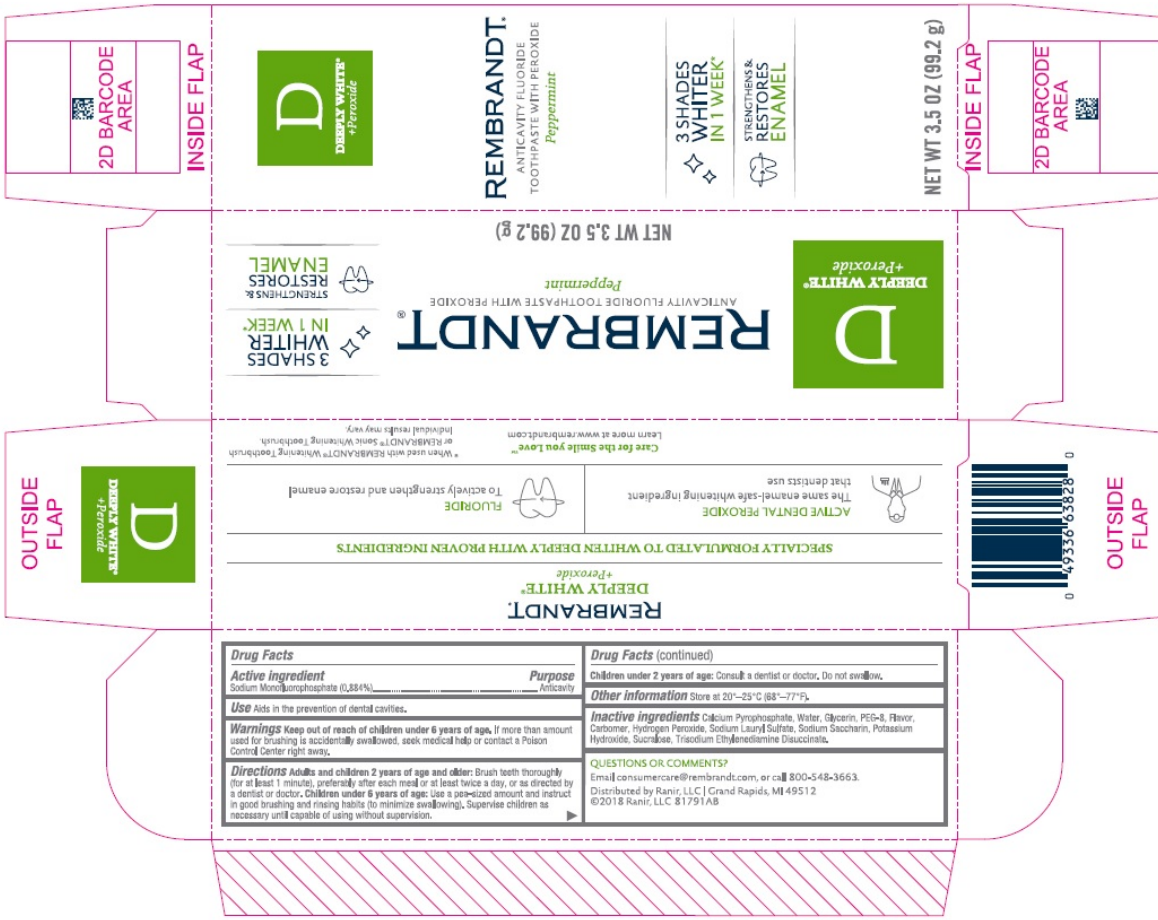 OUTSIDE FLAP
INSIDE FLAP
2D BARCODE
AREA
D
DEEPLY WHITE®
+Peroxide
REMBRANDT®
ANTICAVITY FLUORIDE
TOOTHPASTE WITH PEROXIDE
Peppermint
3 SHADES
WHITER
IN 1 WEEK*
STRENGTHENS &
RESTORES
ENAMEL
NET WT 3.5 OZ (99.2 g)
INSIDE FLAP
2D BARCODE
AREA
D
DEEPLY WHITE®
+Peroxide
REMBRANDT®
ANTICAVITY FLUORIDE TOOTHPASTE WITH PEROXIDE
Peppermint
3 SHADES
WHITER
IN 1 WEEK*
STRENGTHENS &
RESTORES
ENAMEL
NET WT 3.5 OZ (99.2 g)
OUTSIDE
FLAP
D
DEEPLY WHITE®
+Peroxide
REMBRANDT®
DEEPLY WHITE®
+Peroxide
SPECIALLY FORMULATED TO WHITEN DEEPLY WITH PROVEN INGREDIENTS
ACTIVE DENTAL PEROXIDE
The same enamel-safe whitening ingredient
that dentists use
FLUORIDE
To actively strengthen and restore enamel
Care for the Smile you Love™
Learn more at www.rembrandt.com
* When used with REMBRANDT® Whitening Toothbrush
or REMBRANDT® Sonic Whitening Toothbrush.
Individual results may vary.
0 49336 63828 0
OUTSIDE
FLAP
Drug Facts
Active ingredient Purpose
Sodium Monofluorophosphate (0.884%) Anticavity
Use Aids in the prevention of dental cavities.
Warnings Keep out of reach of children under 6 years of age. If more than amount
used for brushing is accidentally swallowed, seek medical help or contact a Poison
Control Center right away.
Directions Adults and children 2 years of age and older: Brush teeth thoroughly
(for at least 1 minute), preferably after each meal or at least twice a day, or as directed by
a dentist or doctor. Children under 6 years of age: Use a pea-sized amount and instruct
in good brushing and rinsing habits (to minimize swallowing). Supervise children as
necessary until capable of using without supervision.
Drug Facts (continued)
Children under 2 years of age: Consult a dentist or doctor. Do not swallow.
Other information Store at 20°–25°C (68°–77°F).
Inactive ingredients Calcium Pyrophosphate, Water, Glycerin, PEG-8, Flavor,
Carbomer, Hydrogen Peroxide, Sodium Lauryl Sulfate, Sodium Saccharin, Potassium
Hydroxide, Sucralose, Trisodium Ethylenediamine Disuccinate.
QUESTIONS OR COMMENTS?
Email consumercare@rembrandt.com, or call 800-548-3663.
Distributed by Ranir, LLC | Grand Rapids, MI 49512
©2018 Ranir, LLC 81791AB